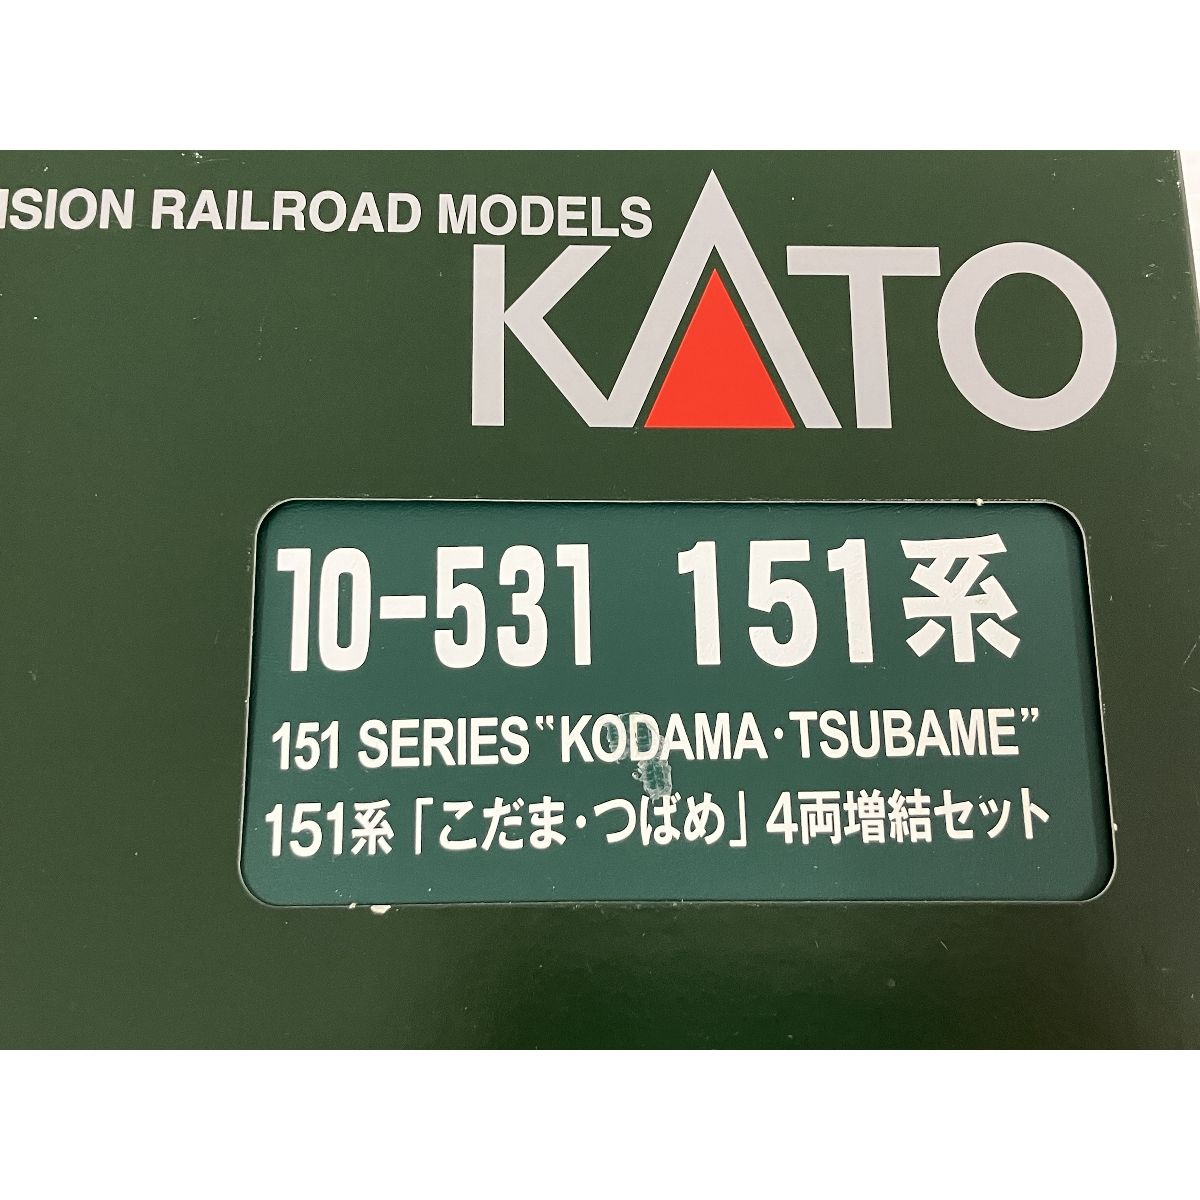 ISION RAILROAD MODELS
KATO
10-531 151系
151 SERIES “KODAMA·TSUBAME”
151系「こだま・つばめ」4両増結セット